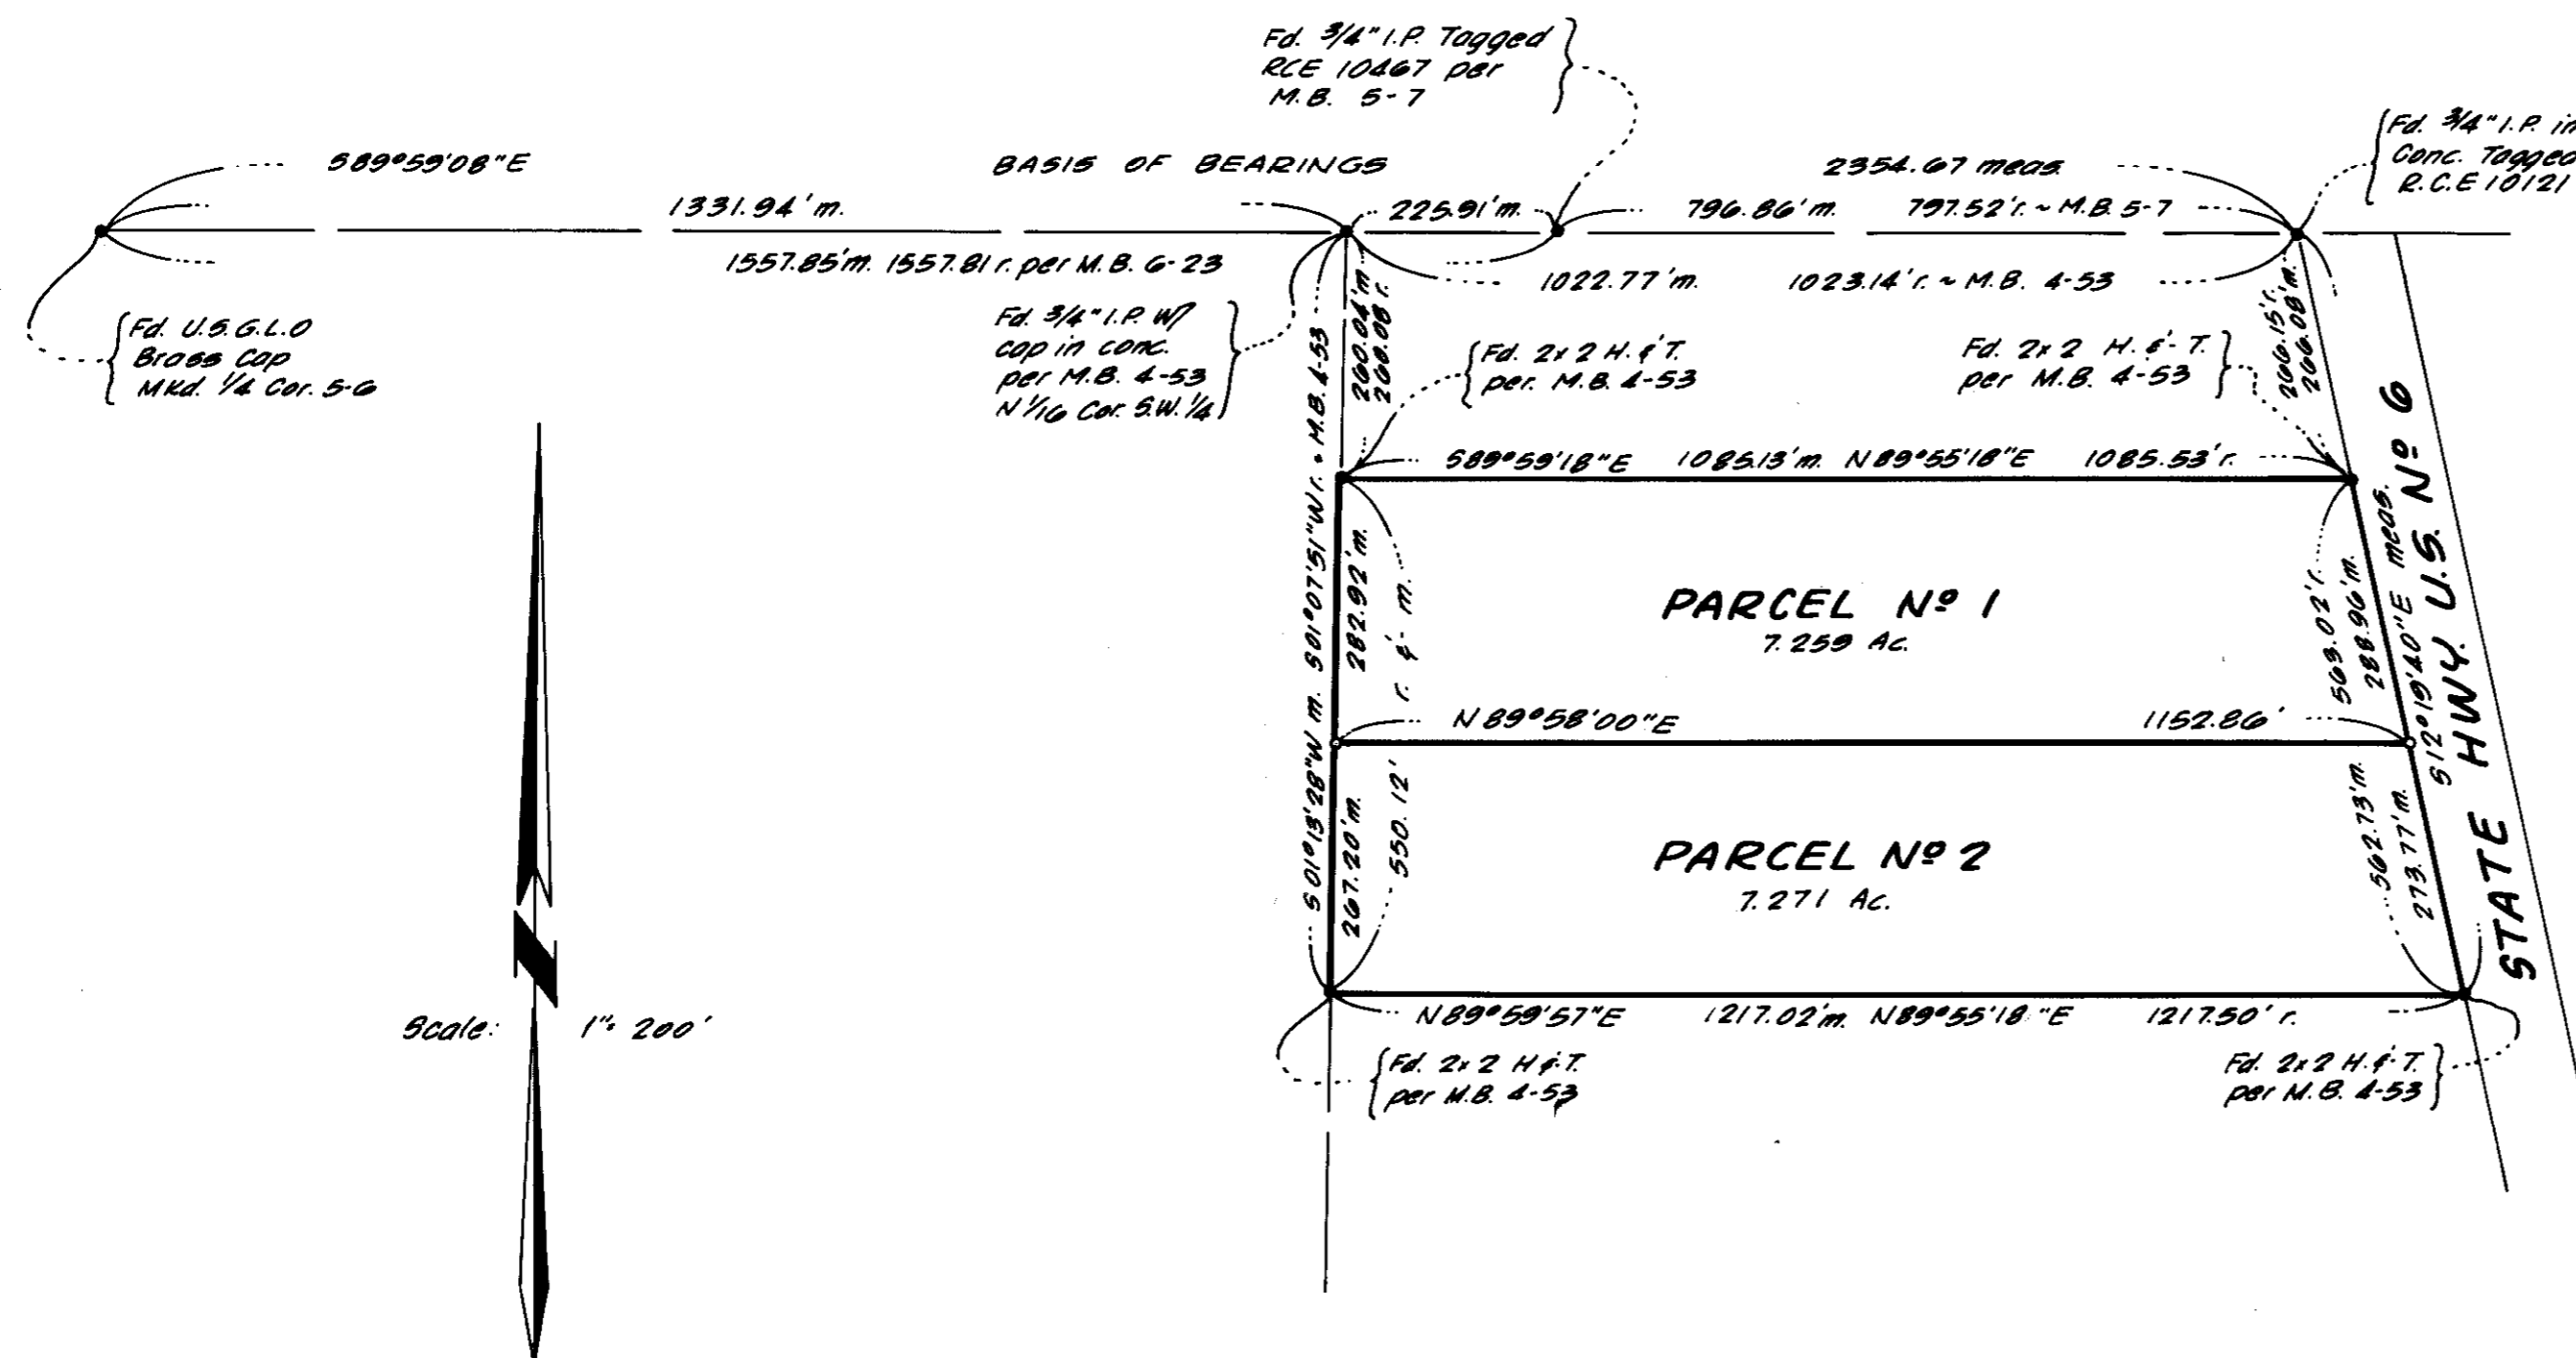 Fd. 3/4" I.P. Tagged
RCE 10467 per
M.B. 5-7
Fd. 3/4" I.P. in
Conc. Tagged
R.C.E 10121
S89°59'08"E
BASIS OF BEARINGS
2354.67 meas.
1331.94'm.
225.91'm.
796.86'm.
797.52'r. ~ M.B. 5-7
1557.85'm. 1557.81 r. per M.B. 6-23
1022.77'm.
1023.14'r. ~ M.B. 4-53
Fd. U.S.G.L.O
Brass Cap
MKd. 1/4 Cor. 5-6
Fd. 3/4" I.P. W/
cap in conc.
per M.B. 4-53
N 1/16 Cor. S.W. 1/4
266.15'r.
266.08'm.
Fd. 2x2 H. & T.
per. M.B. 4-53
Fd. 2x2 H. & T.
per M.B. 4-53
S89°59'18"E 1085.13'm. N89°55'18"E 1085.53'r.
S01°13'28"W m. S01°07'51"W r. • M.B. 4-53
282.92'm.
r. & m.
550.12'
267.20'm.
PARCEL Nº 1
7.259 Ac.
563.02'r.
288.96'm.
S12°19'40"E meas.
STATE HWY. U.S. Nº 6
N89°58'00"E
1152.86'
PARCEL Nº 2
7.271 Ac.
562.73'm.
273.77'm.
N89°59'57"E 1217.02'm. N89°55'18"E 1217.50' r.
Fd. 2x2 H & T.
per M.B. 4-53
Fd. 2x2 H. & T.
per M.B. 4-53
N
Scale: 1"= 200'